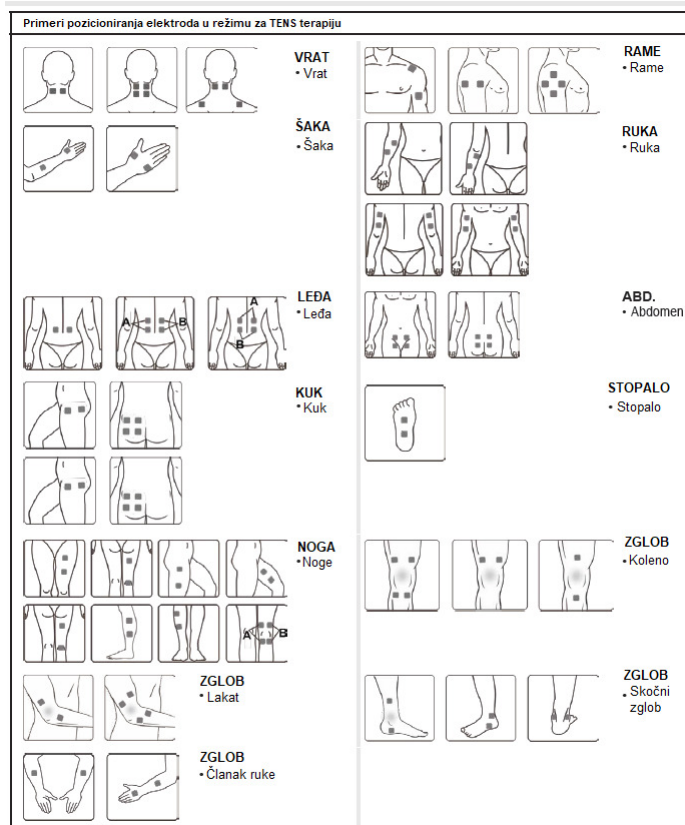 Primeri pozicioniranja elektroda u režimu za TENS terapiju
VRAT
• Vrat
RAME
• Rame
ŠAKA
• Šaka
RUKA
• Ruka
LEĐA
• Leđa
A
A B
B
ABD.
• Abdomen
KUK
• Kuk
STOPALO
• Stopalo
NOGA
• Noge
A B
ZGLOB
• Koleno
ZGLOB
• Lakat
ZGLOB
• Skočni
zglob
ZGLOB
• Članak ruke